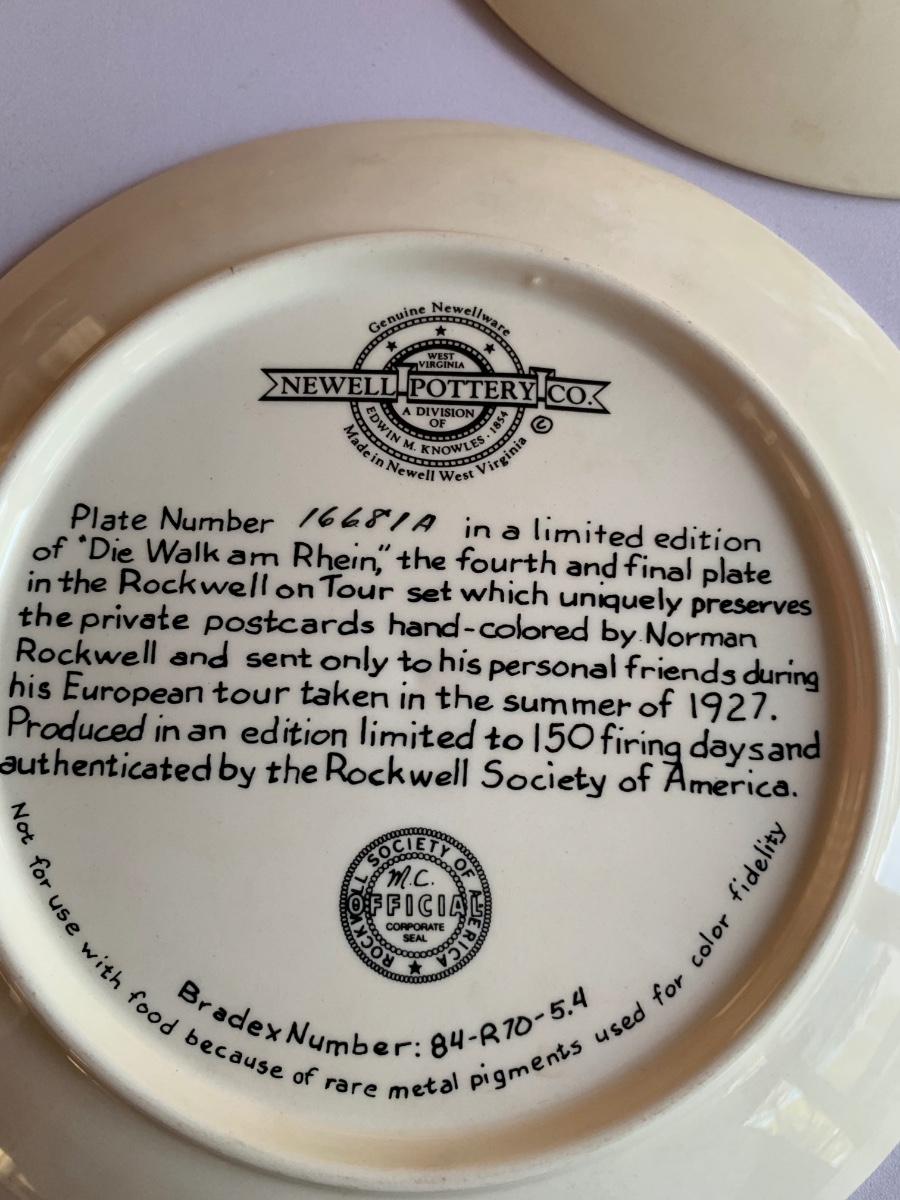 Genuine Newellware
WEST
VIRGINIA
NEWELL POTTERY CO.
A DIVISION
OF
EDWIN M. KNOWLES · 1854
©
Made in Newell West Virginia
Plate Number 16681A in a limited edition
of "Die Walk am Rhein," the fourth and final plate
in the Rockwell on Tour set which uniquely preserves
the private postcards hand-colored by Norman
Rockwell and sent only to his personal friends during
his European tour taken in the summer of 1927.
Produced in an edition limited to 150 firing days and
authenticated by the Rockwell Society of America.
ROCKWELL SOCIETY OF AMERICA
M.C.
OFFICIAL
CORPORATE
SEAL
Bradex Number: 84-R70-5.4
Not for use with food because of rare metal pigments used for color fidelity